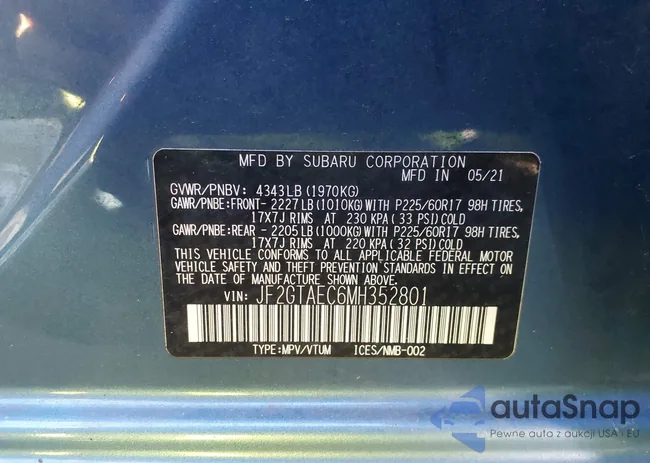 MFD BY SUBARU CORPORATION
MFD IN 05/21
GVWR/PNBV: 4343LB(1970KG)
GAWR/PNBE:FRONT- 2227LB(1010KG)WITH P225/60R17 98H TIRES,
17X7J RIMS AT 230 KPA (33 PSI)COLD
GAWR/PNBE:REAR - 2205LB(1000KG)WITH P225/60R17 98H TIRES,
17X7J RIMS AT 220 KPA (32 PSI)COLD
THIS VEHICLE CONFORMS TO ALL APPLICABLE FEDERAL MOTOR
VEHICLE SAFETY AND THEFT PREVENTION STANDARDS IN EFFECT ON
THE DATE OF MANUFACTURE SHOWN ABOVE.
VIN: JF2GTAEC6MH352801
TYPE:MPV/VTUM ICES/NMB-002
autaSnap
Pewne auta z aukcji USA i EU